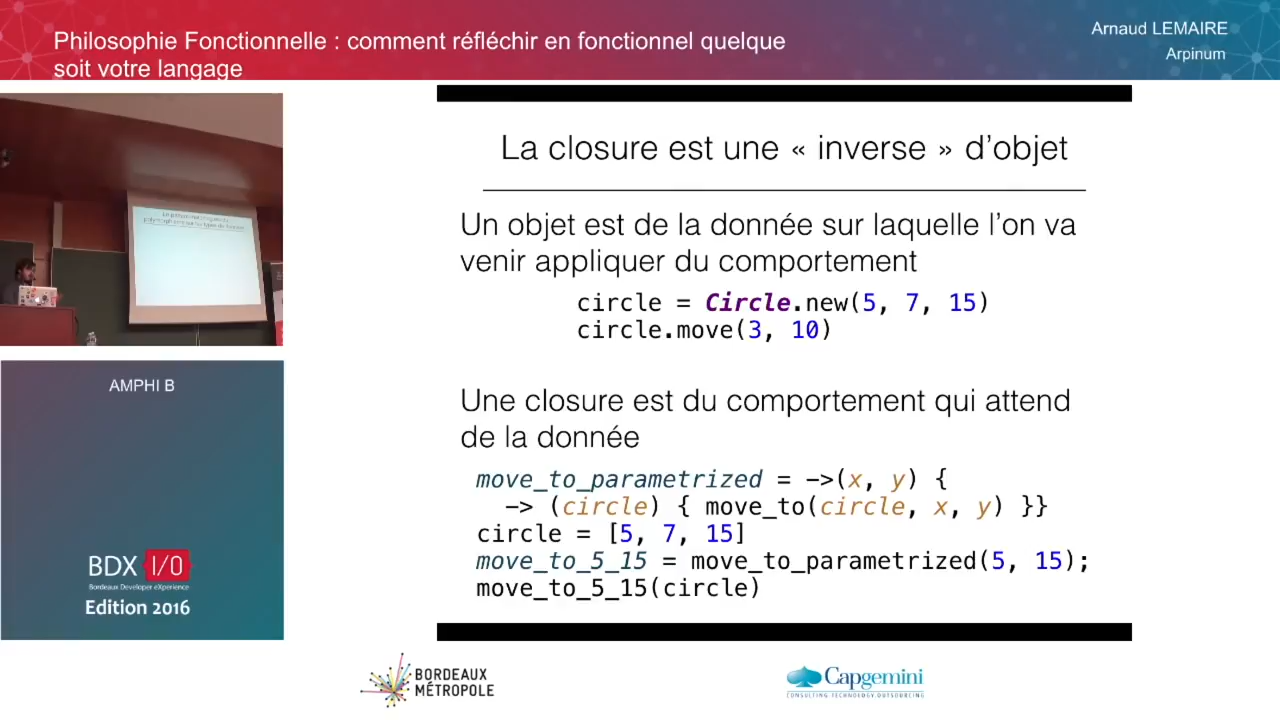 Philosophie Fonctionnelle : comment réfléchir en fonctionnel quelque
soit votre langage
Arnaud LEMAIRE
Arpinum
La closure est une « inverse » d’objet
Un objet est de la donnée sur laquelle l’on va
venir appliquer du comportement
circle = Circle.new(5, 7, 15)
circle.move(3, 10)
Une closure est du comportement qui attend
de la donnée
move_to_parametrized = ->(x, y) {
-> (circle) { move_to(circle, x, y) }}
circle = [5, 7, 15]
move_to_5_15 = move_to_parametrized(5, 15);
move_to_5_15(circle)
AMPHI B
BDX I/O
Bordeaux Developer eXperience
Edition 2016
BORDEAUX
MÉTROPOLE
Capgemini
CONSULTING.TECHNOLOGY.OUTSOURCING